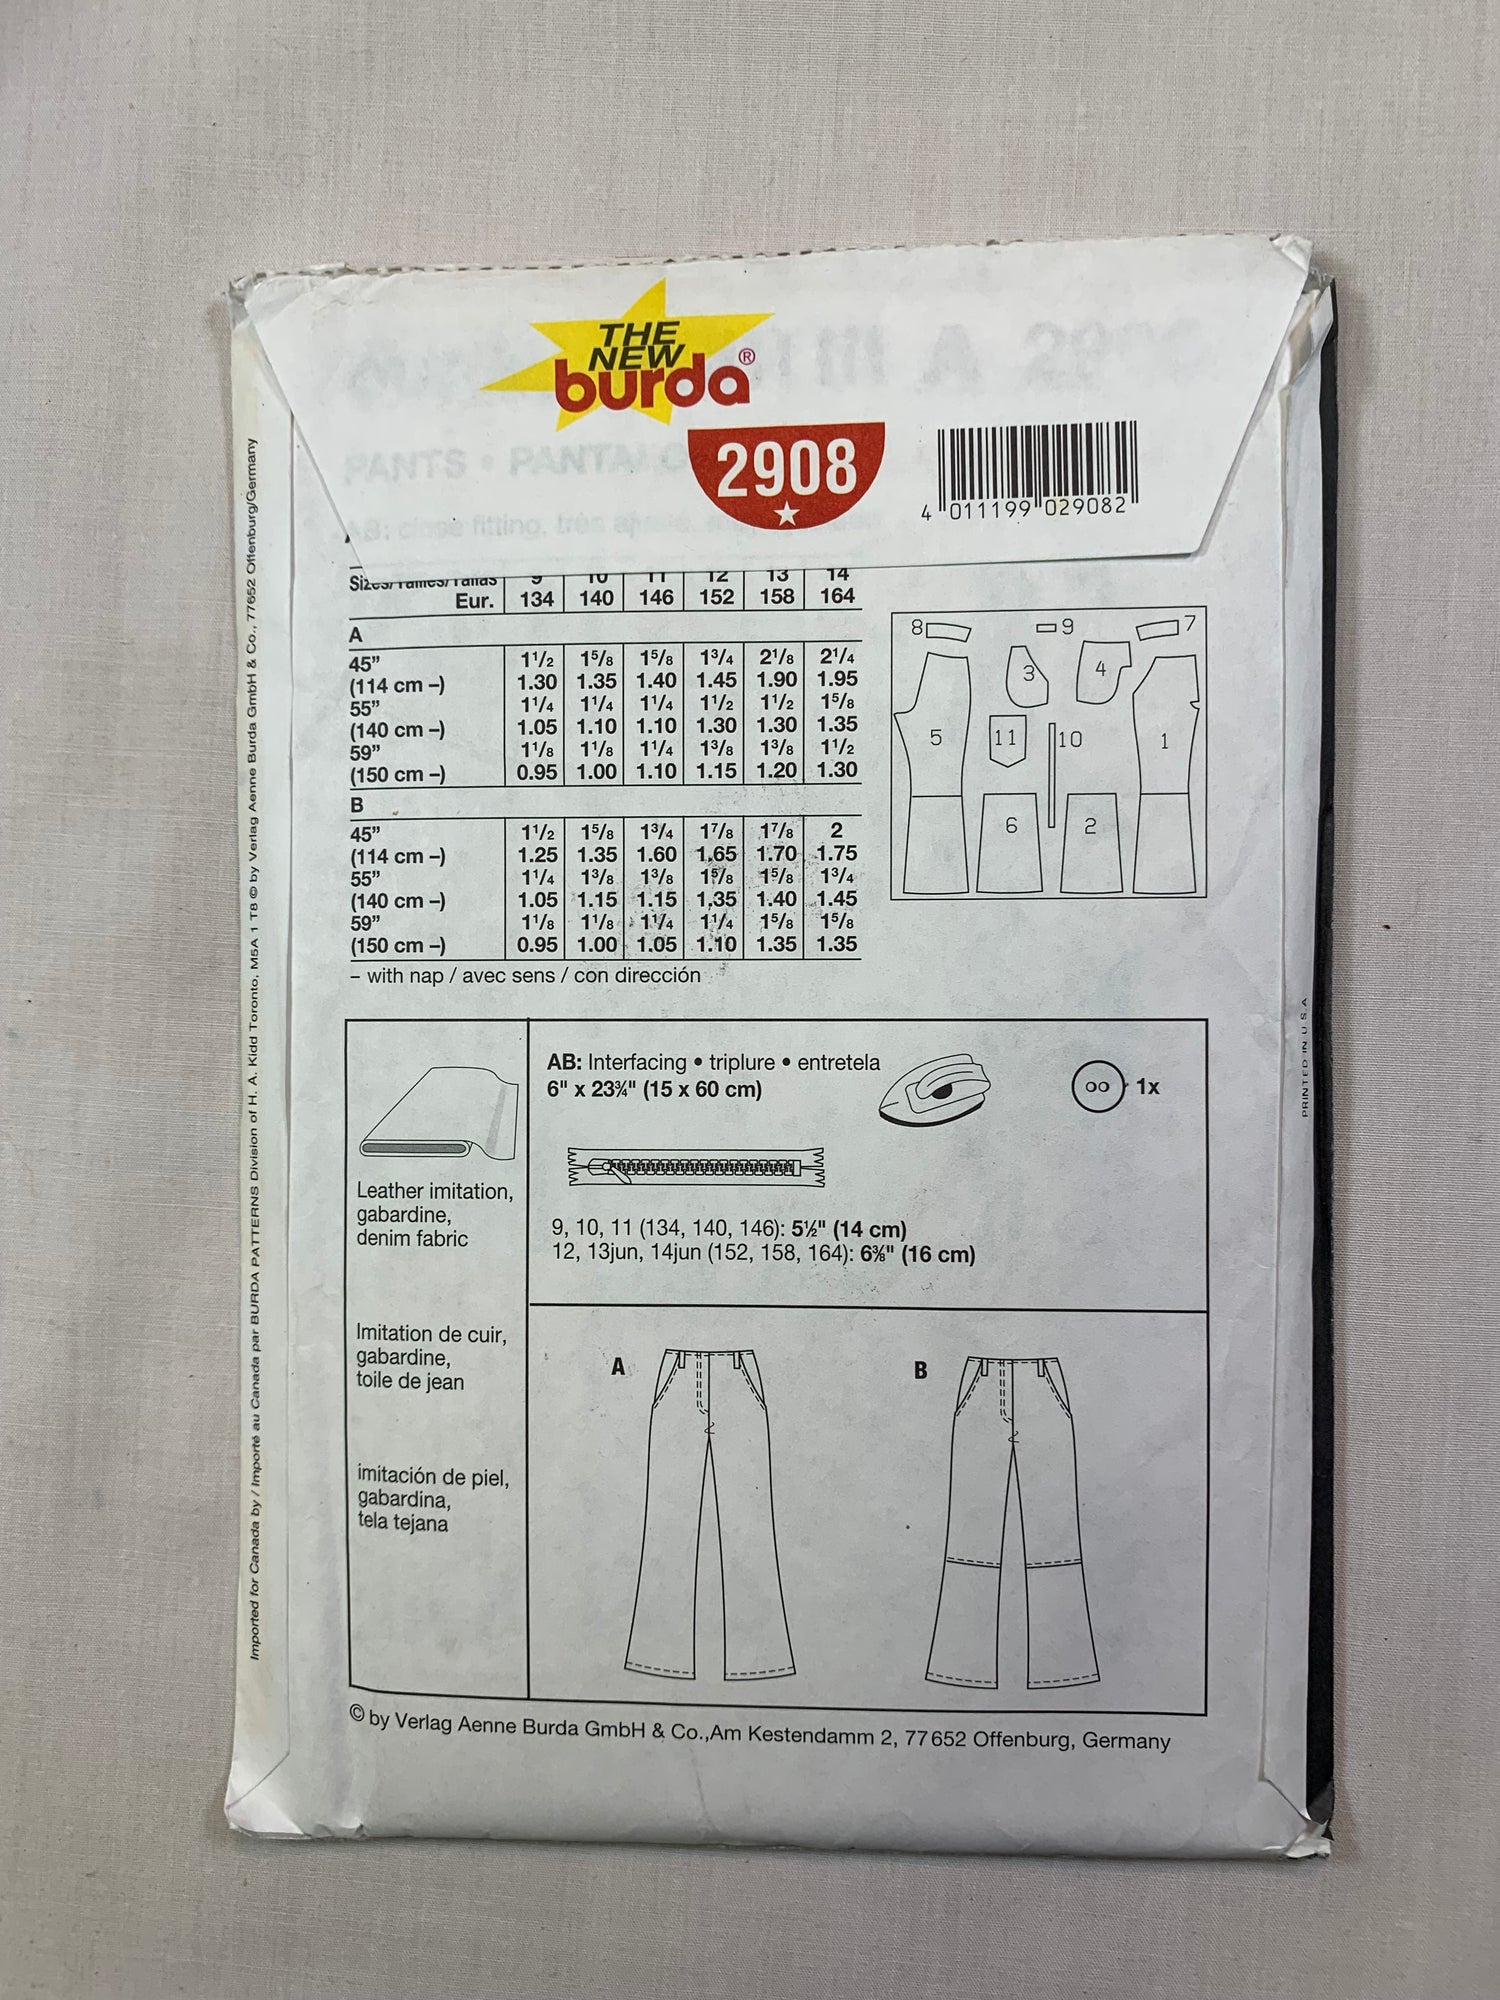 THE
NEW
burda®
2908
4 011199 029082
PANTS • PANTALO
AB: close fitting, très
Sizes/Tailles/Tallas 9 10 11 12 13 14
Eur. 134 140 146 152 158 164
A
45” 1½ 1⅝ 1⅝ 1¾ 2⅛ 2¼
(114 cm –) 1.30 1.35 1.40 1.45 1.90 1.95
55” 1¼ 1¼ 1¼ 1½ 1½ 1⅝
(140 cm –) 1.05 1.10 1.10 1.30 1.30 1.35
59” 1⅛ 1⅛ 1¼ 1⅜ 1⅜ 1½
(150 cm –) 0.95 1.00 1.10 1.15 1.20 1.30
B
45” 1½ 1⅝ 1¾ 1⅞ 1⅞ 2
(114 cm –) 1.25 1.35 1.60 1.65 1.70 1.75
55” 1¼ 1⅜ 1⅜ 1⅝ 1⅝ 1¾
(140 cm –) 1.05 1.15 1.15 1.35 1.40 1.45
59” 1⅛ 1⅛ 1¼ 1¼ 1⅝ 1⅝
(150 cm –) 0.95 1.00 1.05 1.10 1.35 1.35
– with nap / avec sens / con dirección
8 9 7
3 4
5 11 10 1
6 2
Leather imitation,
gabardine,
denim fabric
Imitation de cuir,
gabardine,
toile de jean
imitación de piel,
gabardina,
tela tejana
AB: Interfacing • triplure • entretela
6" x 23¾" (15 x 60 cm)
1x
9, 10, 11 (134, 140, 146): 5½" (14 cm)
12, 13jun, 14jun (152, 158, 164): 6⅜" (16 cm)
A
B
© by Verlag Aenne Burda GmbH & Co.,Am Kestendamm 2, 77 652 Offenburg, Germany
Imported for Canada by / Importé au Canada par BURDA PATTERNS Division of H. A. Kidd Toronto, M5A 1 T8 © by Verlag Aenne Burda GmbH & Co., 77652 Offenburg/Germany
PRINTED IN U.S.A